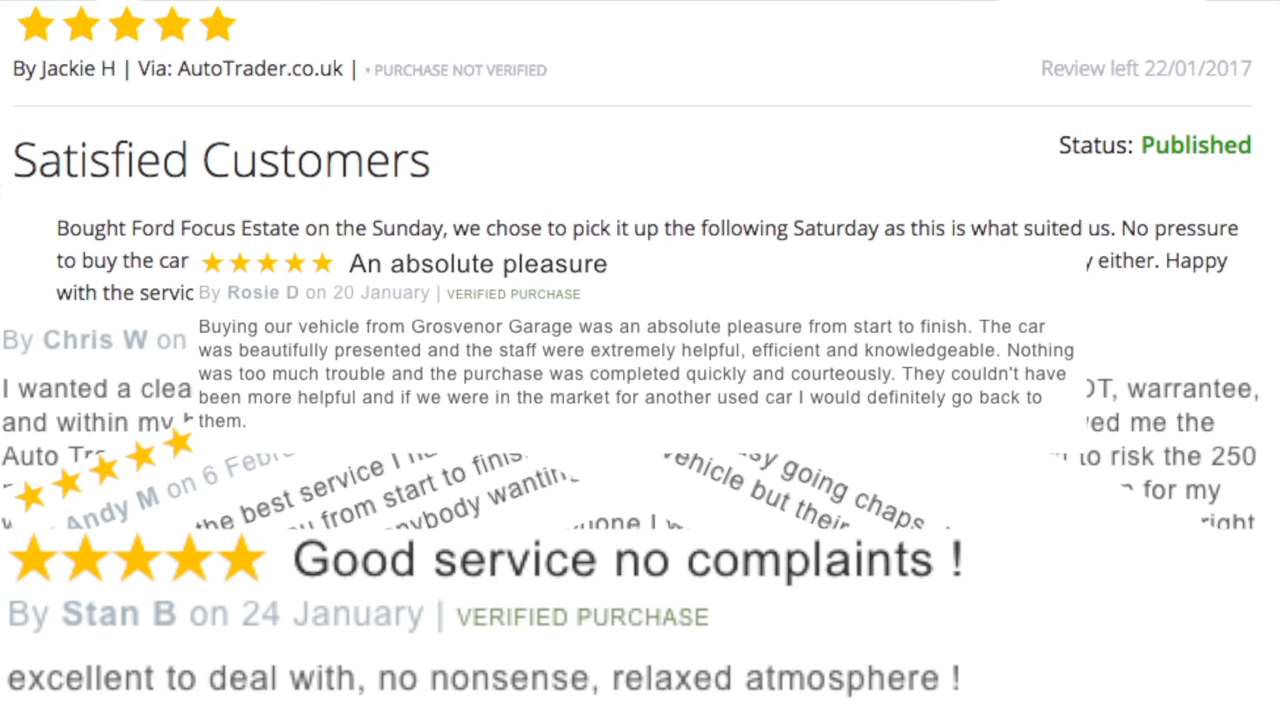 By Jackie H | Via: AutoTrader.co.uk | • PURCHASE NOT VERIFIED
Review left 22/01/2017
Satisfied Customers
Status: Published
Bought Ford Focus Estate on the Sunday, we chose to pick it up the following Saturday as this is what suited us. No pressure
to buy the car
either. Happy
with the
An absolute pleasure
By Rosie D on 20 January | VERIFIED PURCHASE
Buying our vehicle from Grosvenor Garage was an absolute pleasure from start to finish. The car
was beautifully presented and the staff were extremely helpful, efficient and knowledgeable. Nothing
was too much trouble and the purchase was completed quickly and courteously. They couldn't have
been more helpful and if we were in the market for another used car I would definitely go back to
them.
By Chris W on
I wanted a
warrantee,
and within my
me the
Auto
to risk the 250
for my
Andy M on 6
the best service I
from start to
going chaps
but their
Good service no complaints !
By Stan B on 24 January | VERIFIED PURCHASE
excellent to deal with, no nonsense, relaxed atmosphere !